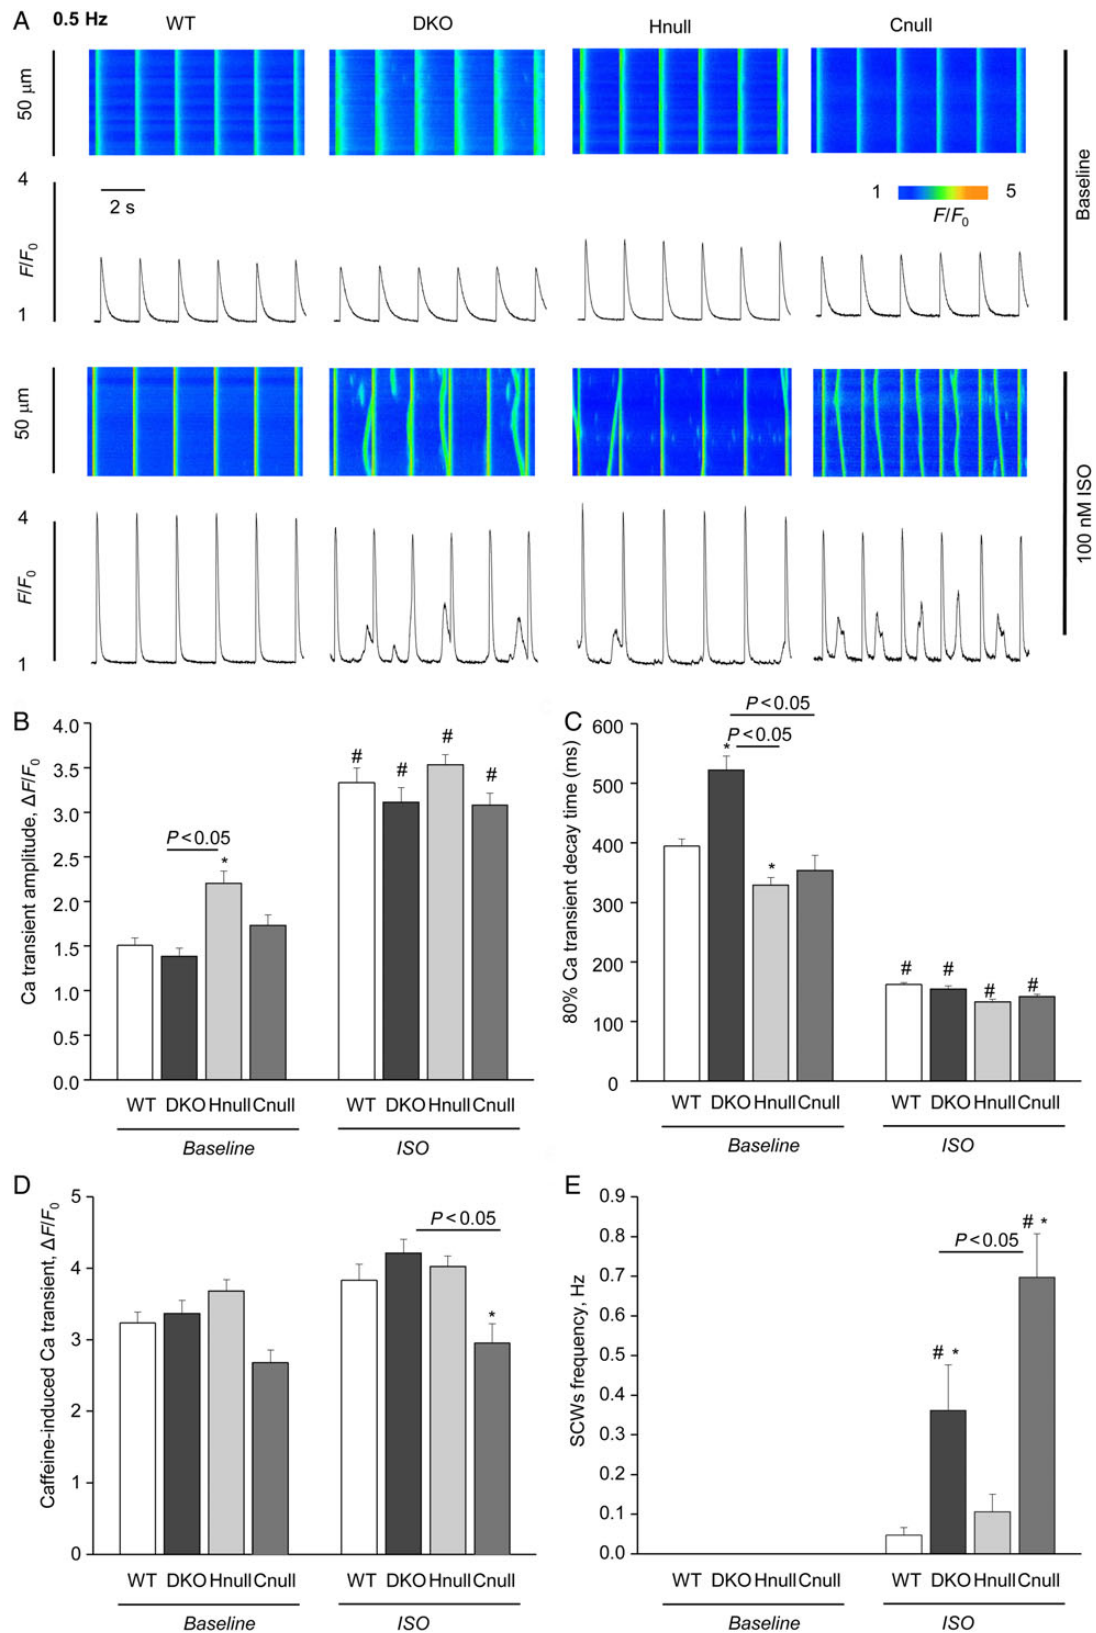 A 0.5 Hz WT DKO Hnull Cnull
50 μm
Baseline
4
2 s
1 5
F/F0
F/F0
1
50 μm
100 nM ISO
4
F/F0
1
B
Ca transient amplitude, ΔF/F0
4.0
3.5
3.0
2.5
2.0
1.5
1.0
0.5
0.0
P < 0.05
*
# # # #
WT DKO Hnull Cnull WT DKO Hnull Cnull
Baseline ISO
C
80% Ca transient decay time (ms)
600
500
400
300
200
100
0
P < 0.05
P < 0.05
*
*
# # # #
WT DKO Hnull Cnull WT DKO Hnull Cnull
Baseline ISO
D
Caffeine-induced Ca transient, ΔF/F0
5
4
3
2
1
0
P < 0.05
*
WT DKO Hnull Cnull WT DKO Hnull Cnull
Baseline ISO
E
SCWs frequency, Hz
0.9
0.8
0.7
0.6
0.5
0.4
0.3
0.2
0.1
0.0
# *
P < 0.05
# *
WT DKO Hnull Cnull WT DKO Hnull Cnull
Baseline ISO